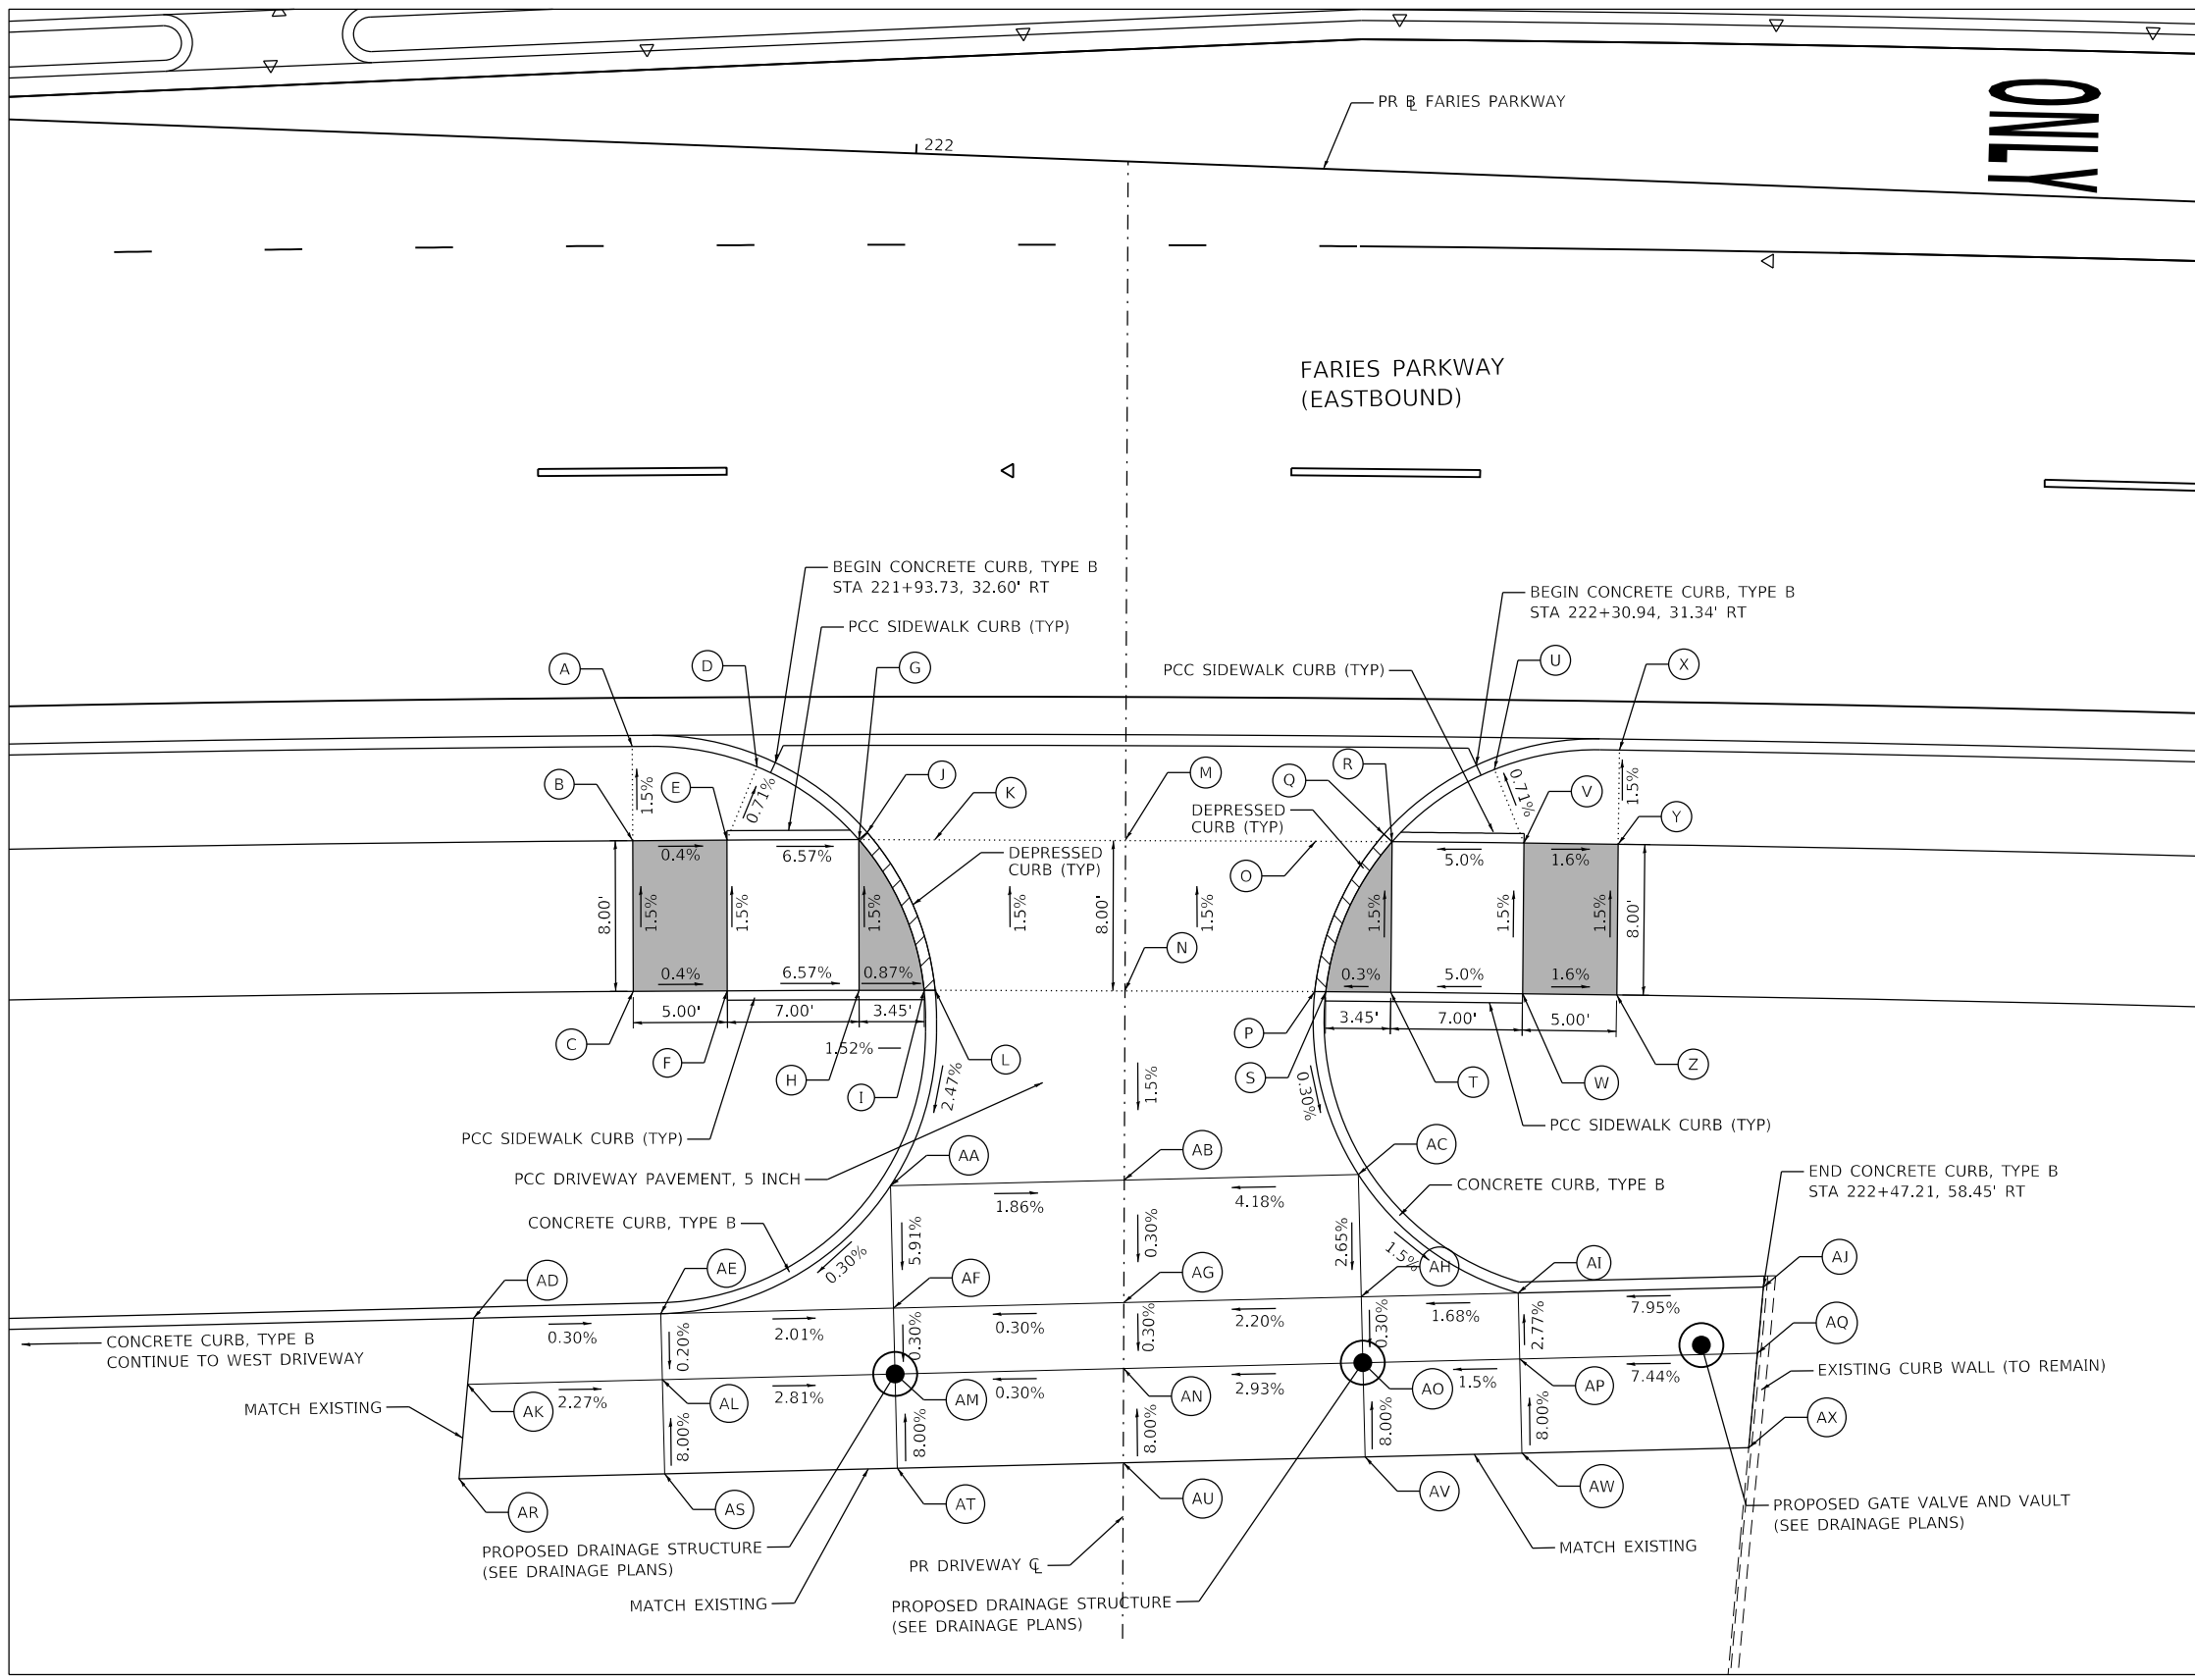 PR BL FARIES PARKWAY
ONLY
222
FARIES PARKWAY
(EASTBOUND)
BEGIN CONCRETE CURB, TYPE B
STA 221+93.73, 32.60' RT
BEGIN CONCRETE CURB, TYPE B
STA 222+30.94, 31.34' RT
PCC SIDEWALK CURB (TYP)
A
D
G
PCC SIDEWALK CURB (TYP)
U
X
B
E
J
K
M
Q
R
V
Y
1.5%
0.71%
0.71%
1.5%
DEPRESSED
CURB (TYP)
DEPRESSED
CURB (TYP)
O
0.4%
6.57%
5.0%
1.6%
8.00'
1.5%
1.5%
1.5%
1.5%
8.00'
1.5%
1.5%
1.5%
1.5%
8.00'
N
0.4%
6.57%
0.87%
0.3%
5.0%
1.6%
5.00'
7.00'
3.45'
3.45'
7.00'
5.00'
C
F
1.52%
H
I
L
P
S
T
W
Z
2.47%
1.5%
0.30%
PCC SIDEWALK CURB (TYP)
PCC SIDEWALK CURB (TYP)
PCC DRIVEWAY PAVEMENT, 5 INCH
AA
AB
AC
END CONCRETE CURB, TYPE B
STA 222+47.21, 58.45' RT
CONCRETE CURB, TYPE B
CONCRETE CURB, TYPE B
1.86%
4.18%
5.91%
0.30%
2.65%
1.5%
0.30%
AD
AE
AF
AG
AH
AI
AJ
0.30%
2.01%
0.30%
2.20%
1.68%
7.95%
0.20%
0.30%
0.30%
0.30%
2.77%
AQ
CONCRETE CURB, TYPE B
CONTINUE TO WEST DRIVEWAY
EXISTING CURB WALL (TO REMAIN)
2.27%
2.81%
0.30%
2.93%
1.5%
7.44%
AK
AL
AM
AN
AO
AP
AX
MATCH EXISTING
8.00%
8.00%
8.00%
8.00%
8.00%
AR
AS
AT
AU
AV
AW
PROPOSED GATE VALVE AND VAULT
(SEE DRAINAGE PLANS)
PROPOSED DRAINAGE STRUCTURE
(SEE DRAINAGE PLANS)
PR DRIVEWAY CL
MATCH EXISTING
MATCH EXISTING
PROPOSED DRAINAGE STRUCTURE
(SEE DRAINAGE PLANS)